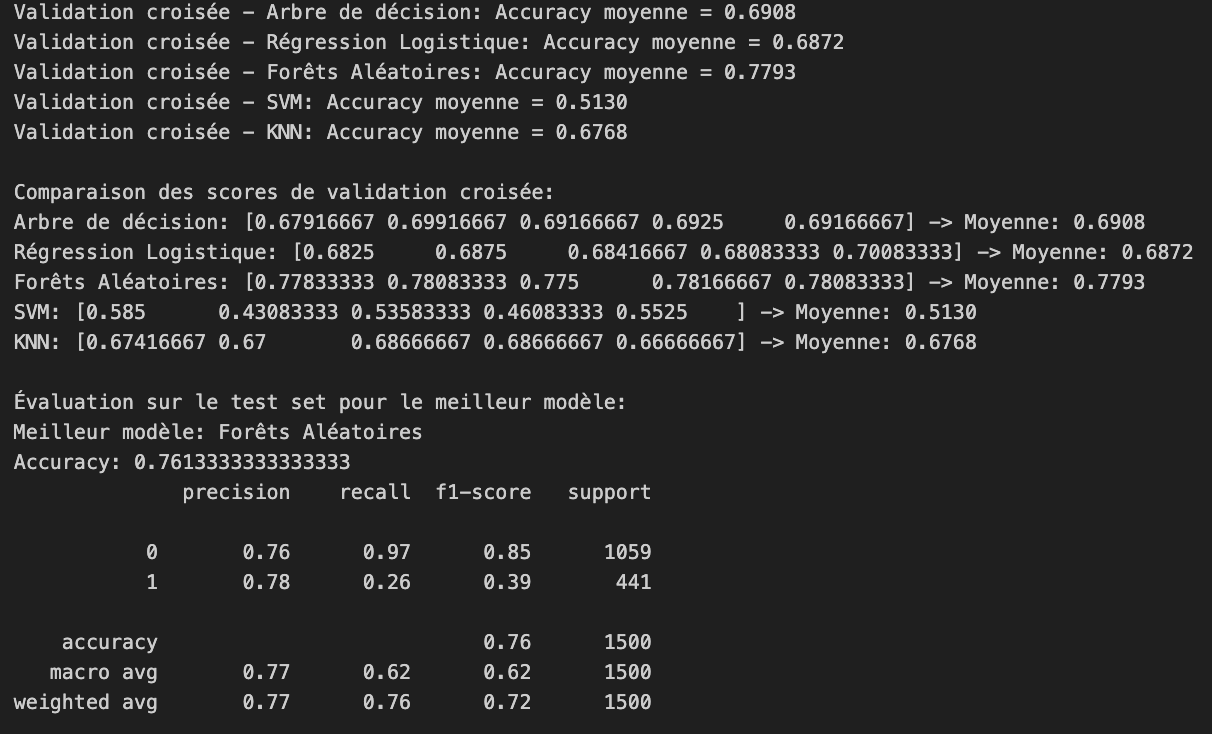 Validation croisée – Arbre de décision: Accuracy moyenne = 0.6908
Validation croisée – Régression Logistique: Accuracy moyenne = 0.6872
Validation croisée – Forêts Aléatoires: Accuracy moyenne = 0.7793
Validation croisée – SVM: Accuracy moyenne = 0.5130
Validation croisée – KNN: Accuracy moyenne = 0.6768
Comparaison des scores de validation croisée:
Arbre de décision: [0.67916667 0.69916667 0.69166667 0.6925     0.69166667] -> Moyenne: 0.6908
Régression Logistique: [0.6825     0.6875     0.68416667 0.68083333 0.70083333] -> Moyenne: 0.6872
Forêts Aléatoires: [0.77833333 0.78083333 0.775      0.78166667 0.78083333] -> Moyenne: 0.7793
SVM: [0.585      0.43083333 0.53583333 0.46083333 0.5525    ] -> Moyenne: 0.5130
KNN: [0.67416667 0.67       0.68666667 0.68666667 0.66666667] -> Moyenne: 0.6768
Évaluation sur le test set pour le meilleur modèle:
Meilleur modèle: Forêts Aléatoires
Accuracy: 0.7613333333333333
              precision    recall  f1-score   support
           0       0.76      0.97      0.85      1059
           1       0.78      0.26      0.39       441
    accuracy                           0.76      1500
   macro avg       0.77      0.62      0.62      1500
weighted avg       0.77      0.76      0.72      1500